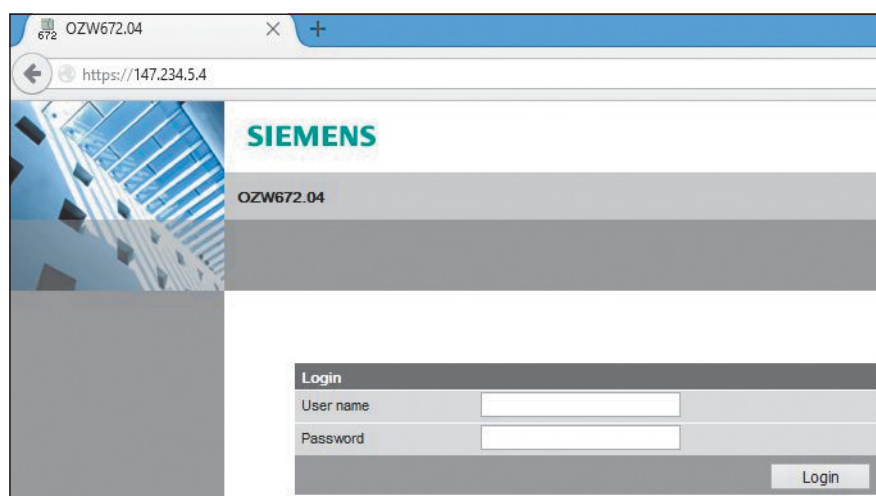 672 OZW672.04
https://147.234.5.4
SIEMENS
OZW672.04
Login
User name
Password
Login